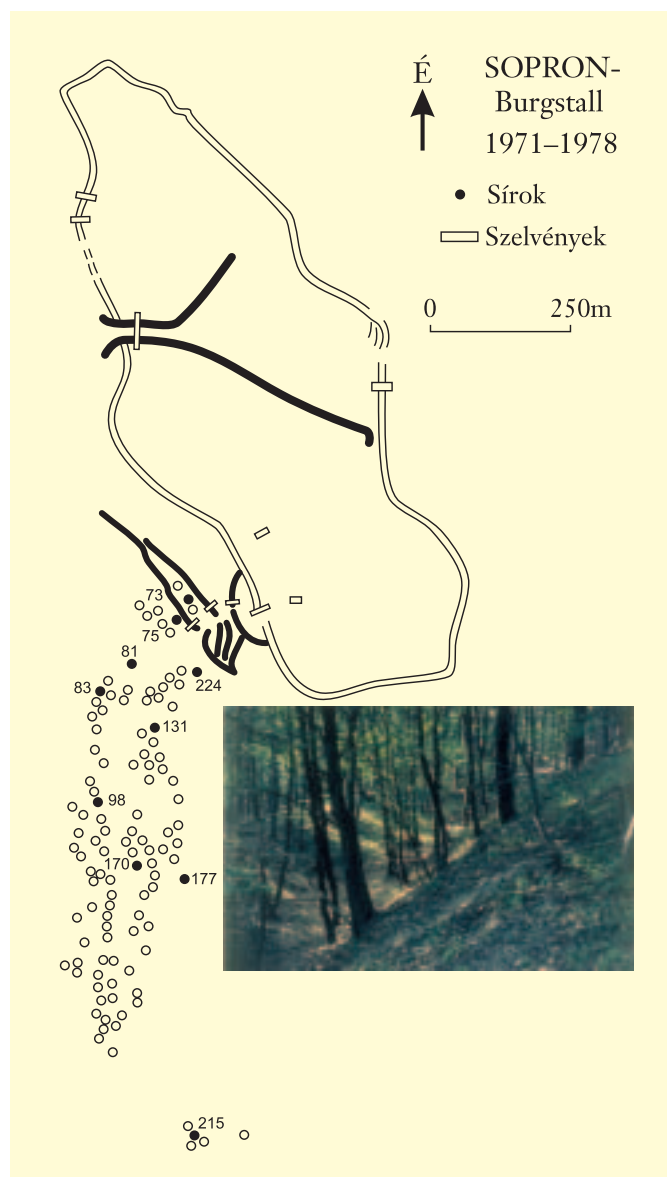 É
SOPRON-
Burgstall
1971–1978
Sírok
Szelvények
0 250m
73
75
81
83
224
131
98
170
177
215